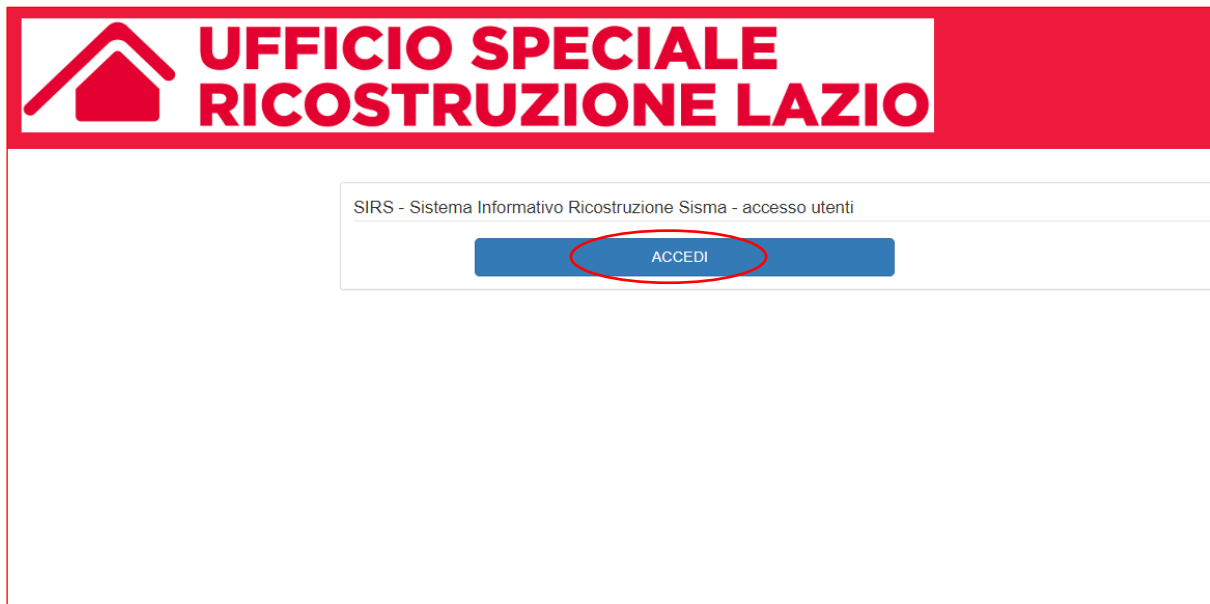 UFFICIO SPECIALE
RICOSTRUZIONE LAZIO
SIRS - Sistema Informativo Ricostruzione Sisma - accesso utenti
ACCEDI